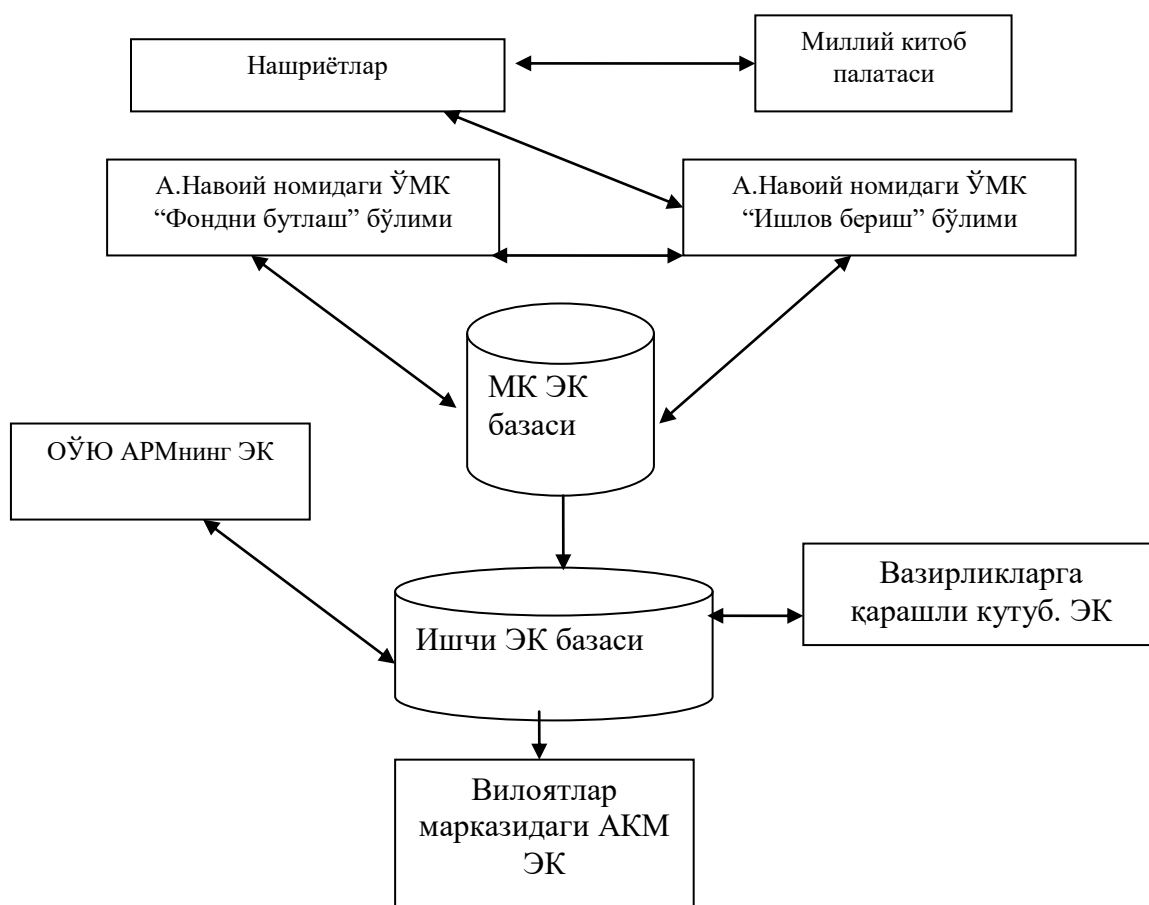 Нашриётлар
Миллий китоб
палатаси
А.Навоий номидаги ЎМК
“Фондни бутлаш” бўлими
А.Навоий номидаги ЎМК
“Ишлов бериш” бўлими
МК ЭК
базаси
ОЎЮ АРМнинг ЭК
Вазирликларга
қарашли кутуб. ЭК
Ишчи ЭК базаси
Вилоятлар
марказидаги АКМ
ЭК